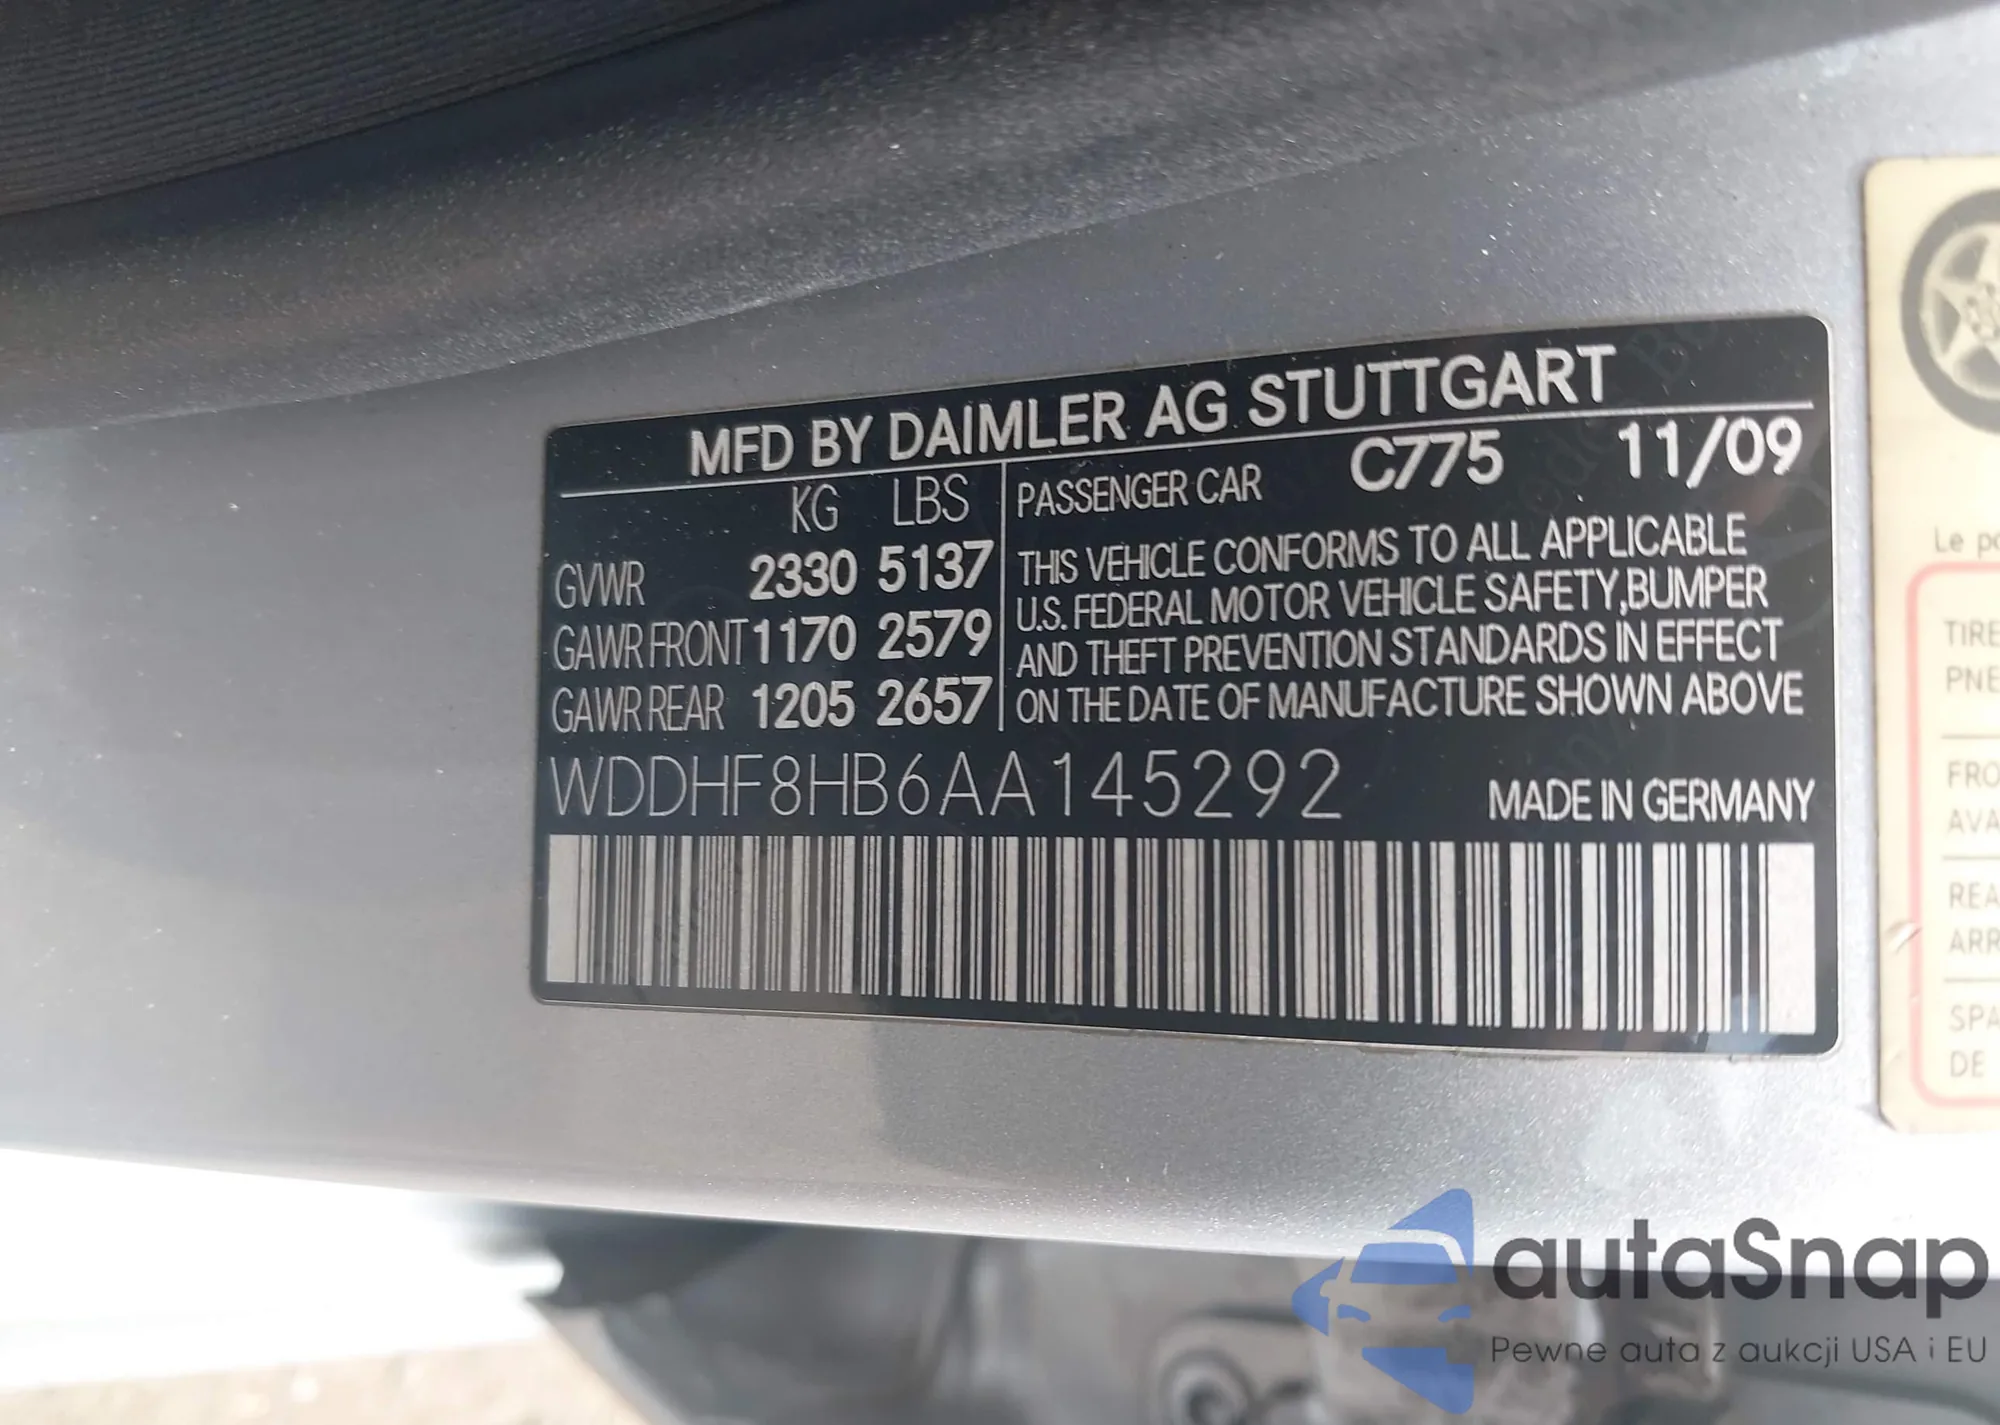 MFD BY DAIMLER AG STUTTGART
KG LBS
PASSENGER CAR C775 11/09
GVWR 2330 5137
GAWR FRONT 1170 2579
GAWR REAR 1205 2657
THIS VEHICLE CONFORMS TO ALL APPLICABLE
U.S. FEDERAL MOTOR VEHICLE SAFETY,BUMPER
AND THEFT PREVENTION STANDARDS IN EFFECT
ON THE DATE OF MANUFACTURE SHOWN ABOVE
WDDHF8HB6AA145292
MADE IN GERMANY
Le
TIRE
DE
autaSnap
Pewne auta z aukcji USA i EU